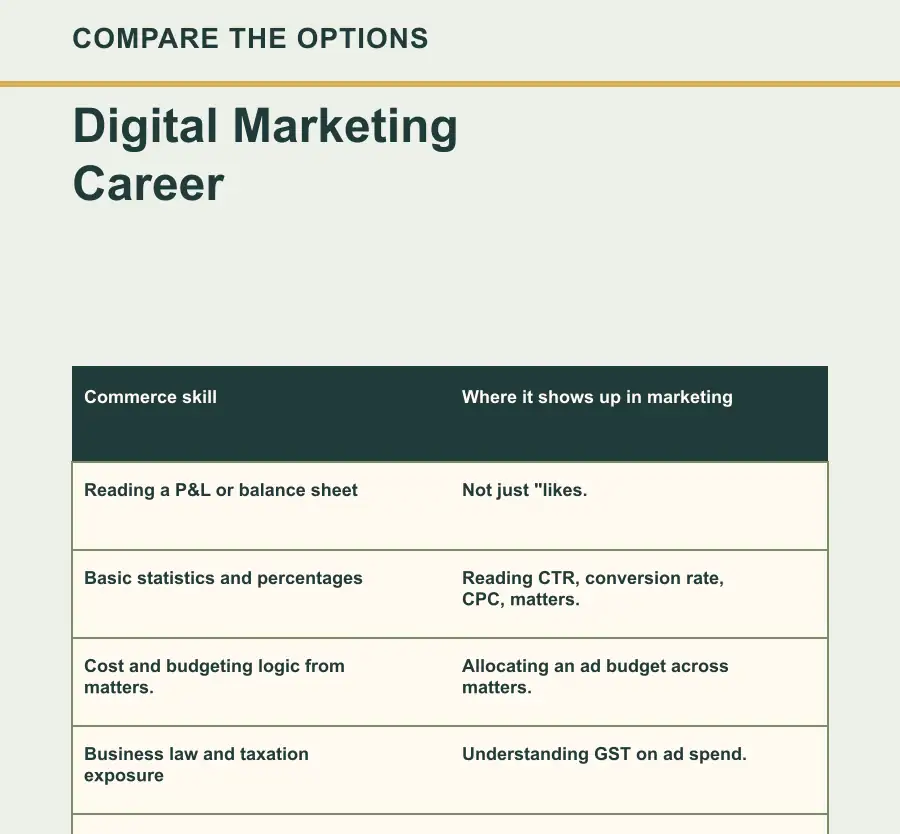 COMPARE THE OPTIONS
Digital Marketing
Career
Commerce skill
Where it shows up in marketing
Reading a P&L or balance sheet
Not just "likes.
Basic statistics and percentages
Reading CTR, conversion rate,
CPC, matters.
Cost and budgeting logic from
matters.
Allocating an ad budget across
matters.
Business law and taxation
exposure
Understanding GST on ad spend.